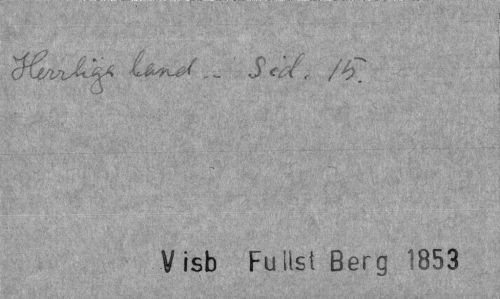 Herrliga land.. Sid. 15.
Visb Fullst Berg 1853